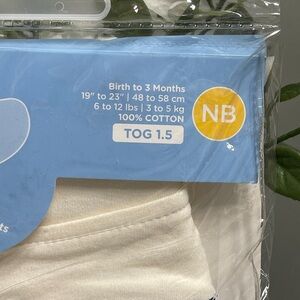 Birth to 3 Months
19" to 23" | 48 to 58 cm
6 to 12 lbs | 3 to 5 kg
100% COTTON
TOG 1.5
NB